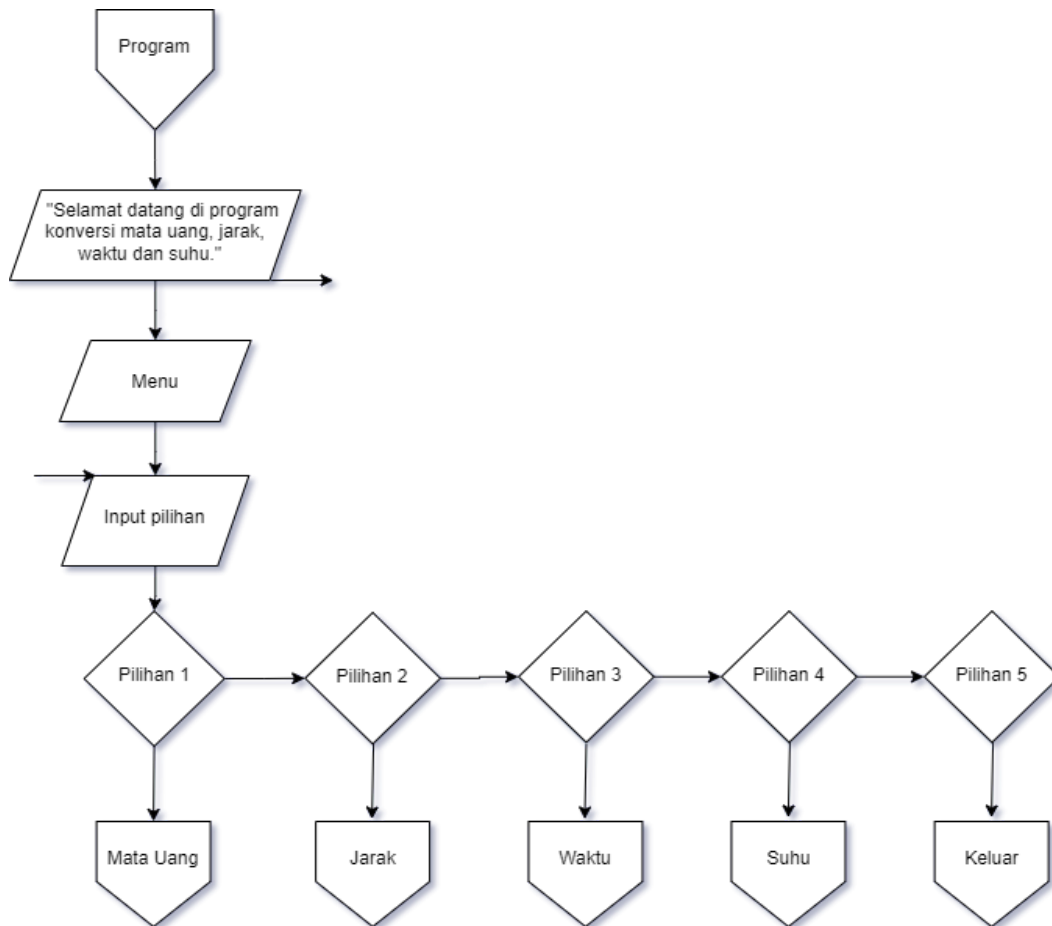 Program
"Selamat datang di program
konversi mata uang, jarak,
waktu dan suhu."
Menu
Input pilihan
Pilihan 1
Pilihan 2
Pilihan 3
Pilihan 4
Pilihan 5
Mata Uang
Jarak
Waktu
Suhu
Keluar